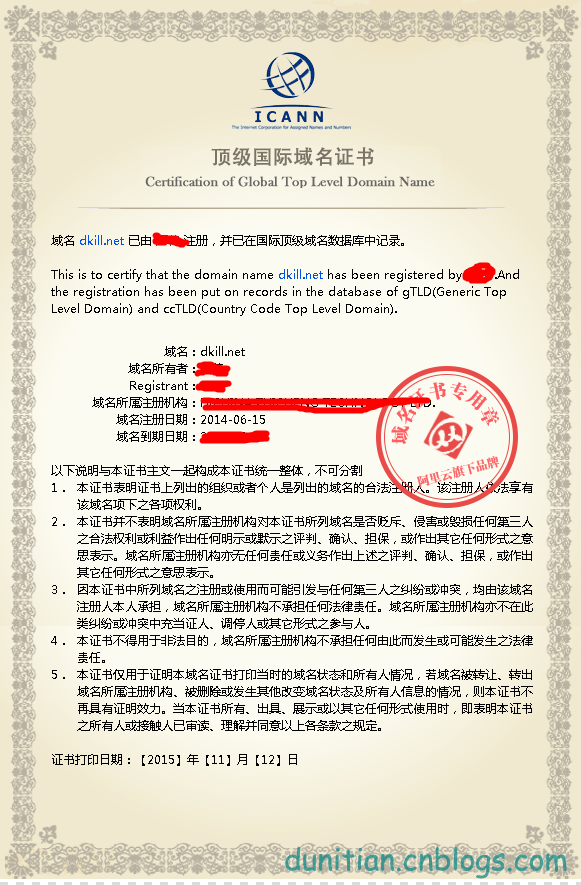 ICANN
The Internet Corporation for Assigned Names and Numbers
顶级国际域名证书
Certification of Global Top Level Domain Name
域名 dkill.net 已由 注册，并已在国际顶级域名数据库中记录。
This is to certify that the domain name dkill.net has been registered by .And
the registration has been put on records in the database of gTLD(Generic Top
Level Domain) and ccTLD(Country Code Top Level Domain).
域名：dkill.net
域名所有者：
Registrant：
域名所属注册机构：
域名注册日期：2014-06-15
域名到期日期：
域名证书专用章
阿里云旗下品牌
以下说明与本证书主文一起构成本证书统一整体，不可分割
1． 本证书表明证书上列出的组织或者个人是列出的域名的合法注册人。该注册人依法享有
该域名项下之各项权利。
2． 本证书并不表明域名所属注册机构对本证书所列域名是否贬斥、侵害或毁损任何第三人
之合法权利或利益作出任何明示或默示之评判、确认、担保，或作出其它任何形式之意
思表示。域名所属注册机构亦无任何责任或义务作出上述之评判、确认、担保，或作出
其它任何形式之意思表示。
3． 因本证书中所列域名之注册或使用而可能引发与任何第三人之纠纷或冲突，均由该域名
注册人本人承担，域名所属注册机构不承担任何法律责任。域名所属注册机构亦不在此
类纠纷或冲突中充当证人、调停人或其它形式之参与人。
4． 本证书不得用于非法目的，域名所属注册机构不承担任何由此而发生或可能发生之法律
责任。
5． 本证书仅用于证明本域名证书打印当时的域名状态和所有人情况，若域名被转让、转出
域名所属注册机构、被删除或发生其他改变域名状态及所有人信息的情况，则本证书不
再具有证明效力。当本证书所有、出具、展示或以其它任何形式使用时，即表明本证书
之所有人或接触人已审读、理解并同意以上各条款之规定。
证书打印日期：【2015】年【11】月【12】日
dunitian.cnblogs.com